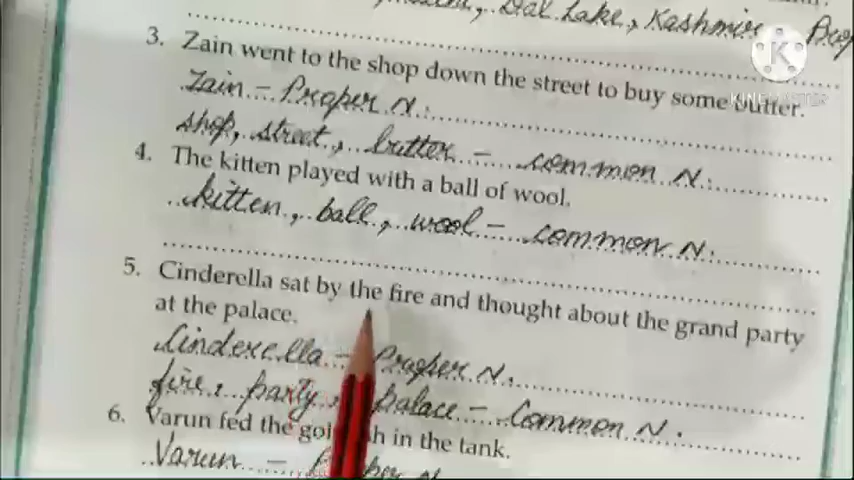 Dal Lake, Kashmir
3. Zain went to the shop down the street to buy some butter.
Zain - Proper N.
shop, street, butter - common N.
4. The kitten played with a ball of wool.
kitten, ball, wool - common N.
5. Cinderella sat by the fire and thought about the grand party
at the palace.
Cinderella - Proper N.
fire, party, palace - Common N.
6. Varun fed the in the tank.
Varun -
K
KINEMASTER